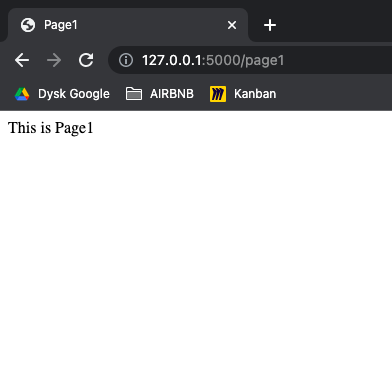 Page1
127.0.0.1:5000/page1
Dysk Google AIRBNB Kanban
This is Page1